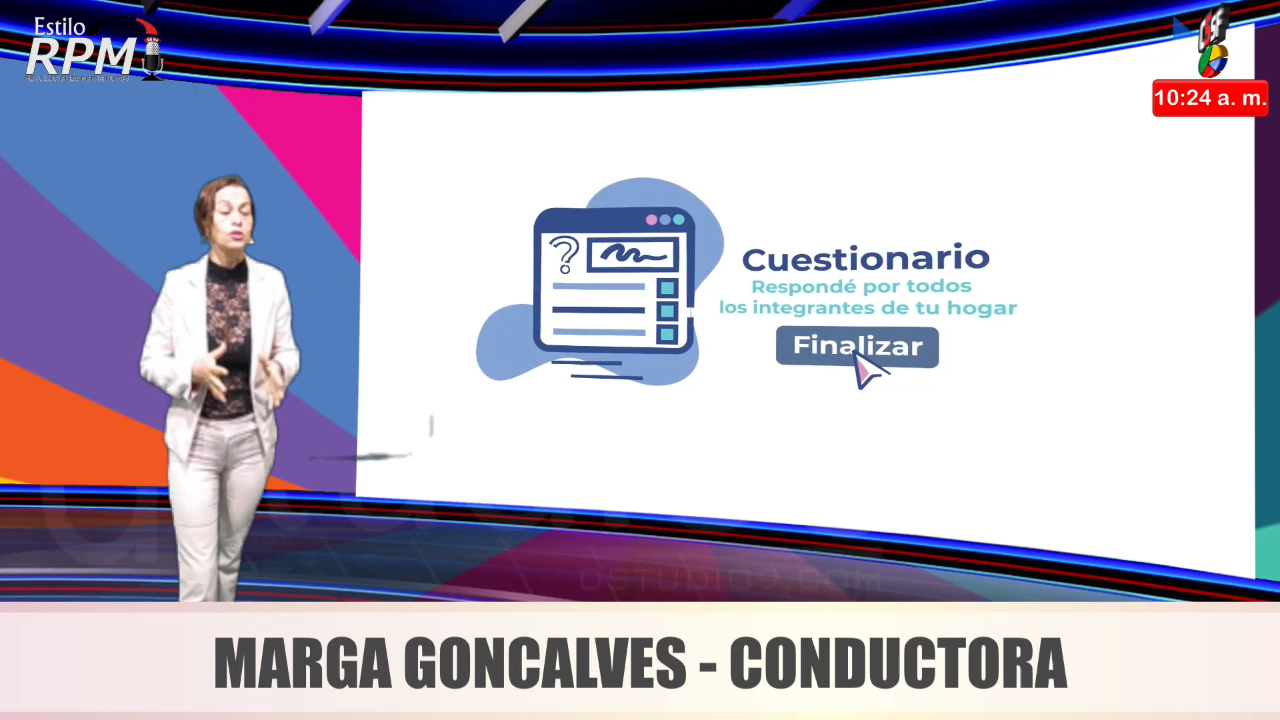 Estilo
RPM
10:24 a. m.
Cuestionario
Respondé por todos
los integrantes de tu hogar
Finalizar
MARGA GONCALVES - CONDUCTORA